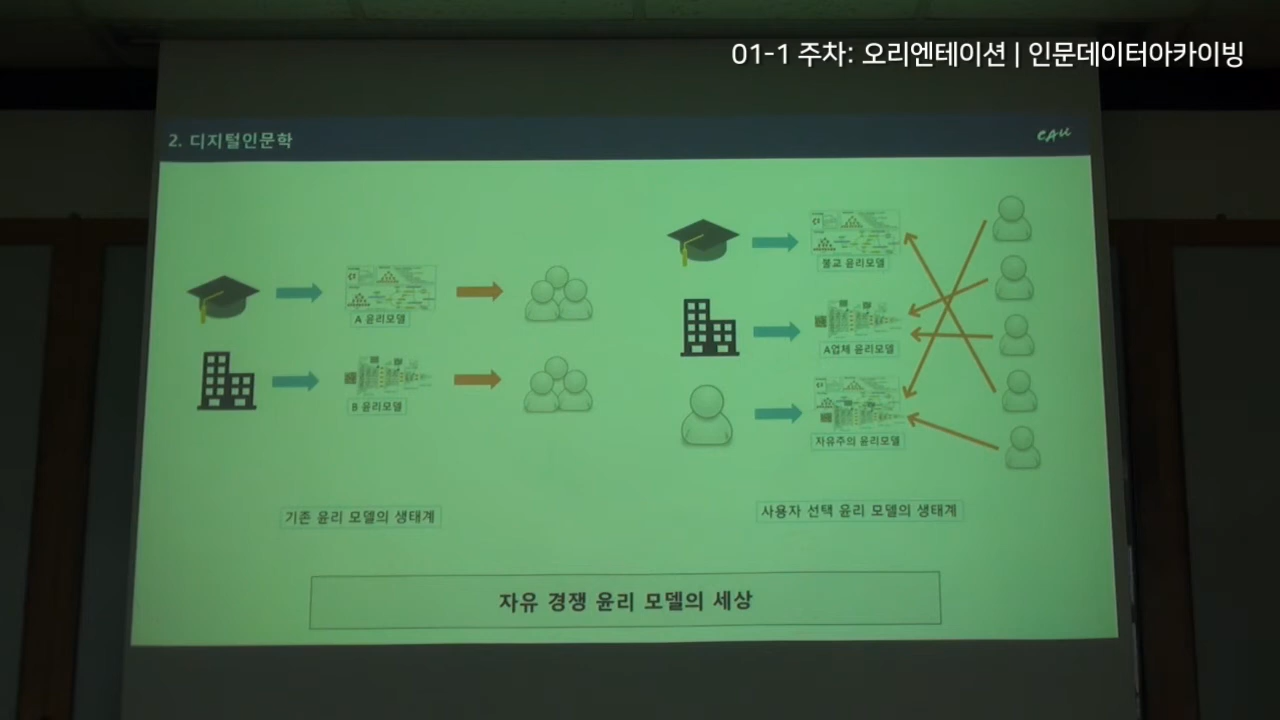 01-1 주차: 오리엔테이션 | 인문데이터아카이빙
2. 디지털인문학
CAU
A 윤리모델
B 윤리모델
기존 윤리 모델의 생태계
불교 윤리모델
A업체 윤리모델
자유주의 윤리모델
사용자 선택 윤리 모델의 생태계
자유 경쟁 윤리 모델의 세상